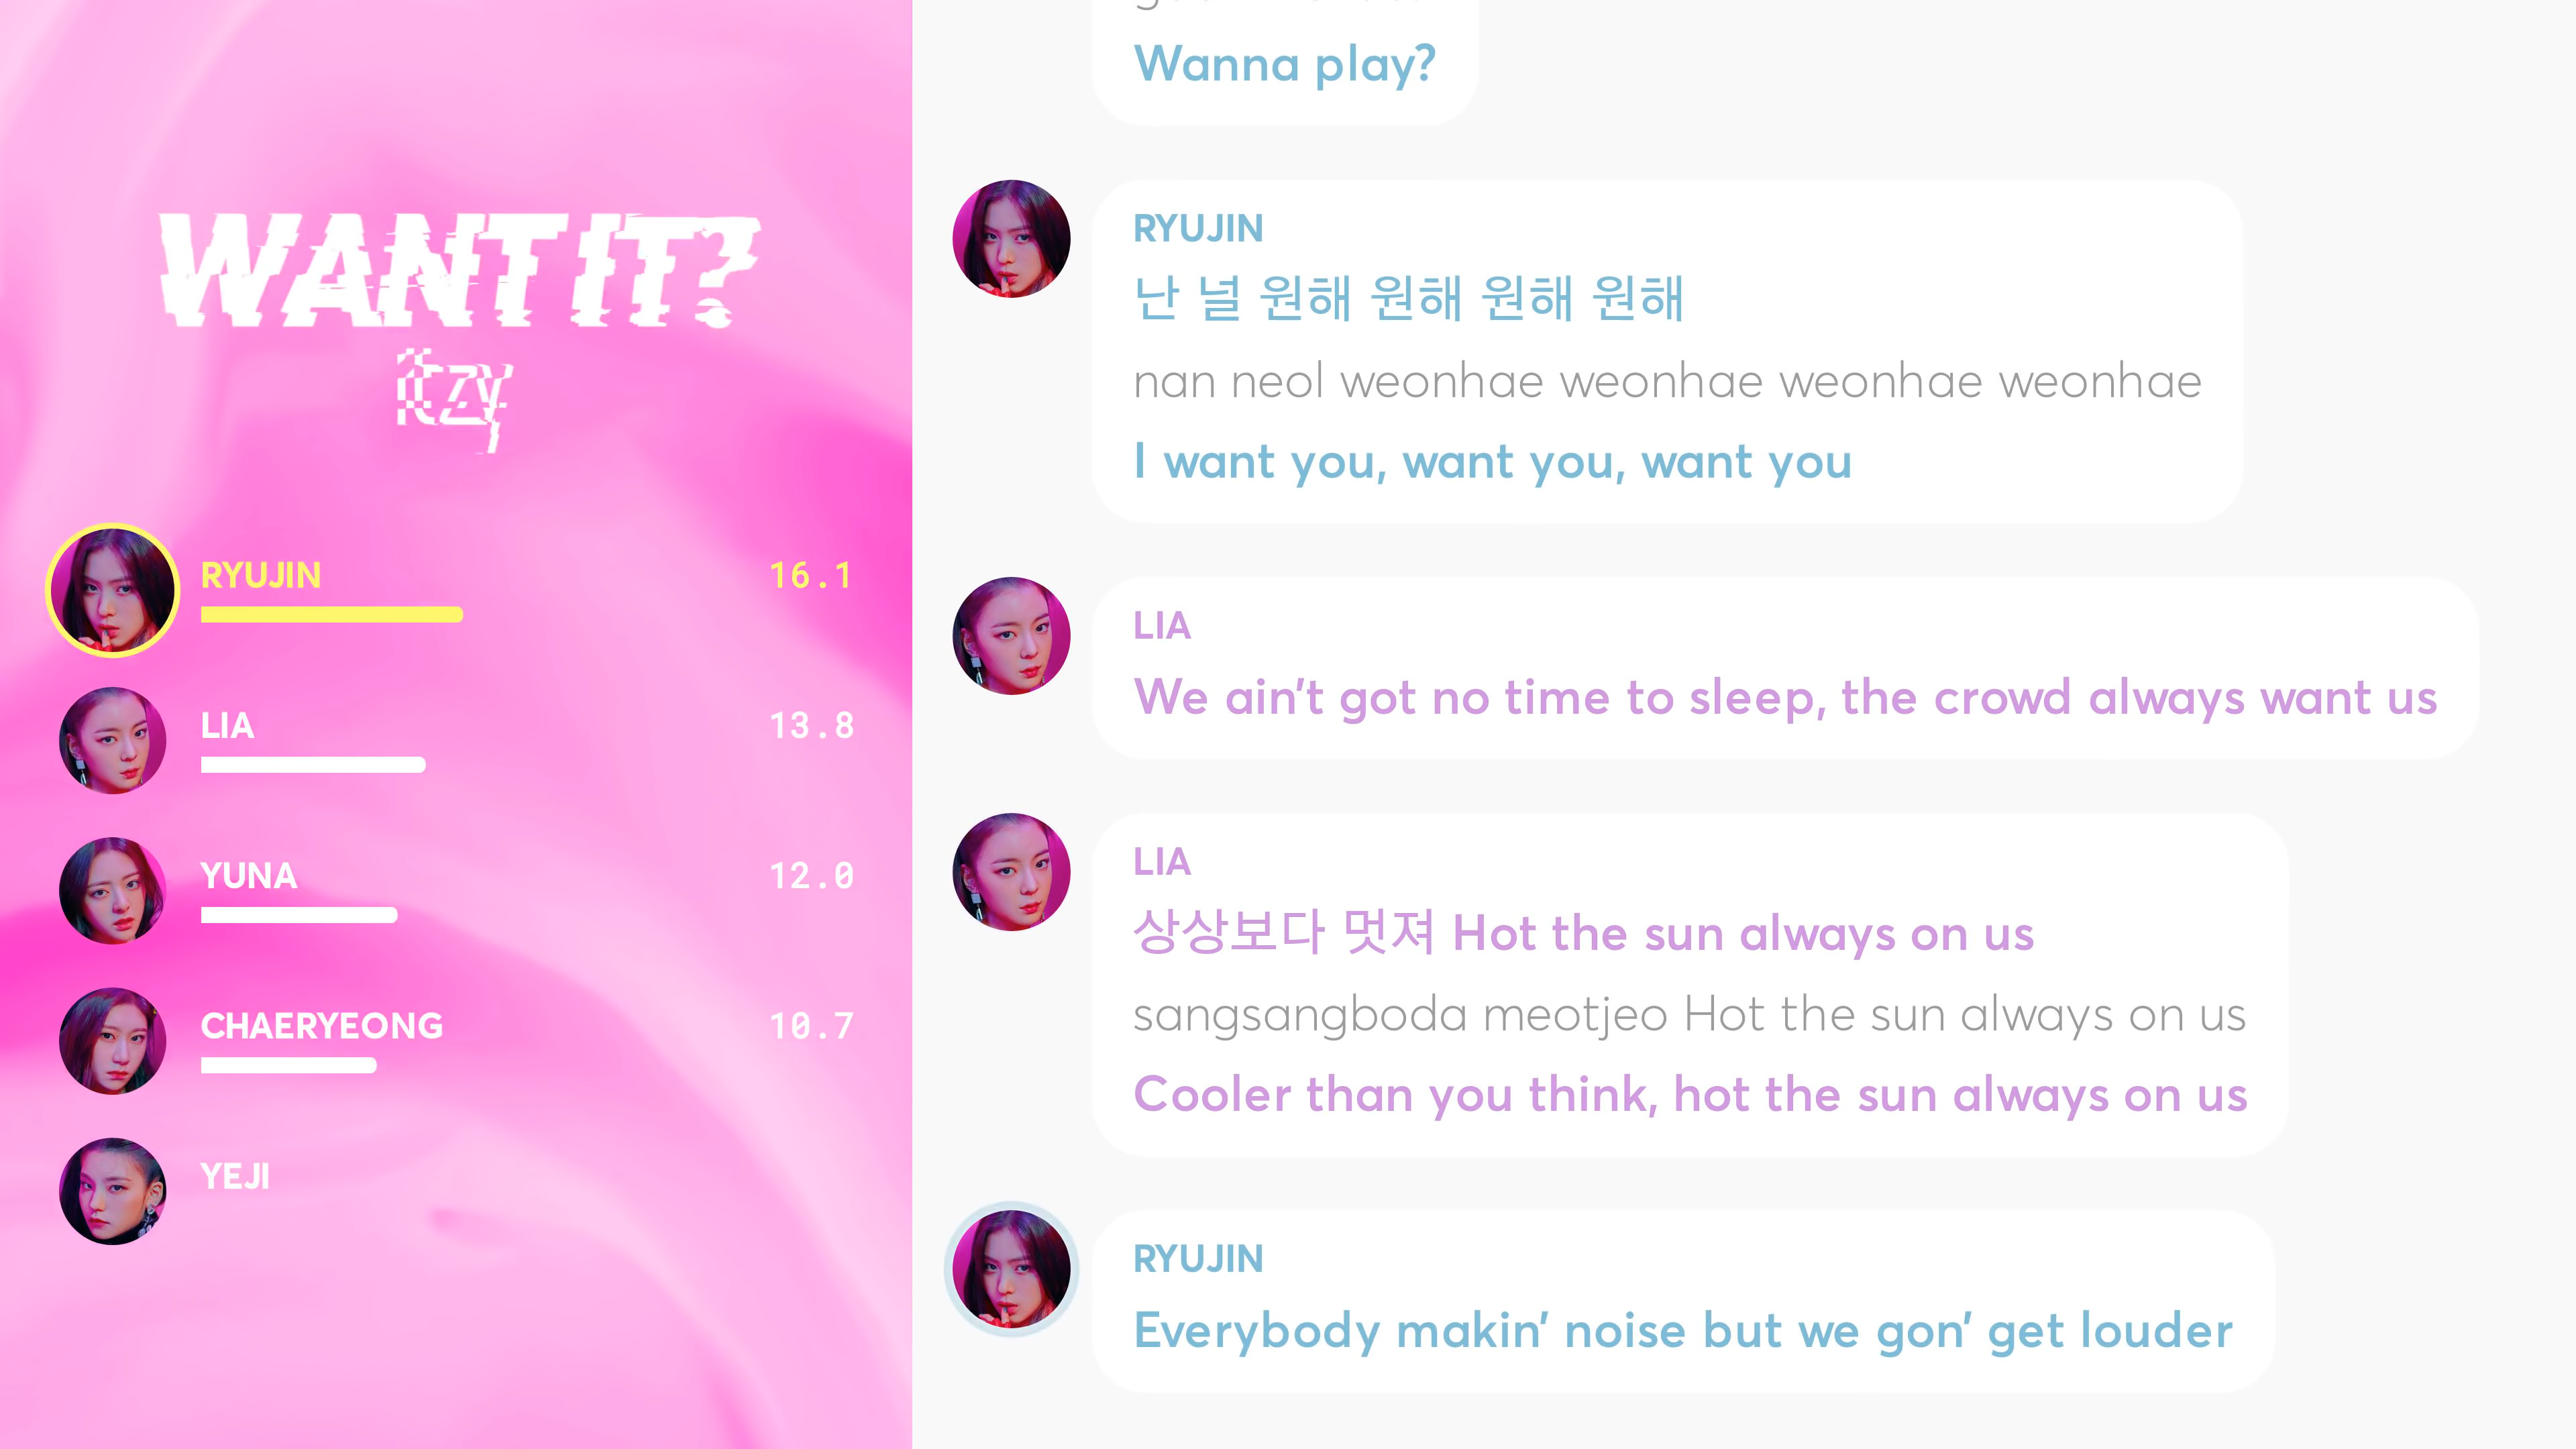 WANT IT?
itzy
RYUJIN
16.1
LIA
13.8
YUNA
12.0
CHAERYEONG
10.7
YEJI
Wanna play?
RYUJIN
난 널 원해 원해 원해 원해
nan neol weonhae weonhae weonhae weonhae
I want you, want you, want you
LIA
We ain't got no time to sleep, the crowd always want us
LIA
상상보다 멋져 Hot the sun always on us
sangsangboda meotjeo Hot the sun always on us
Cooler than you think, hot the sun always on us
RYUJIN
Everybody makin' noise but we gon' get louder